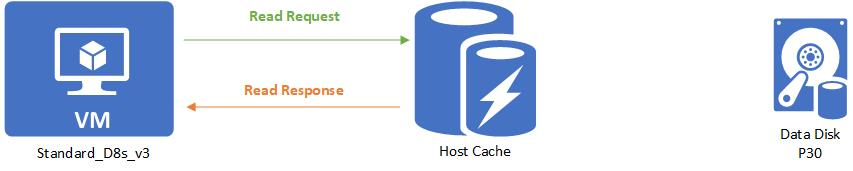 Read Request
Read Response
VM
Standard_D8s_v3
Host Cache
Data Disk
P30